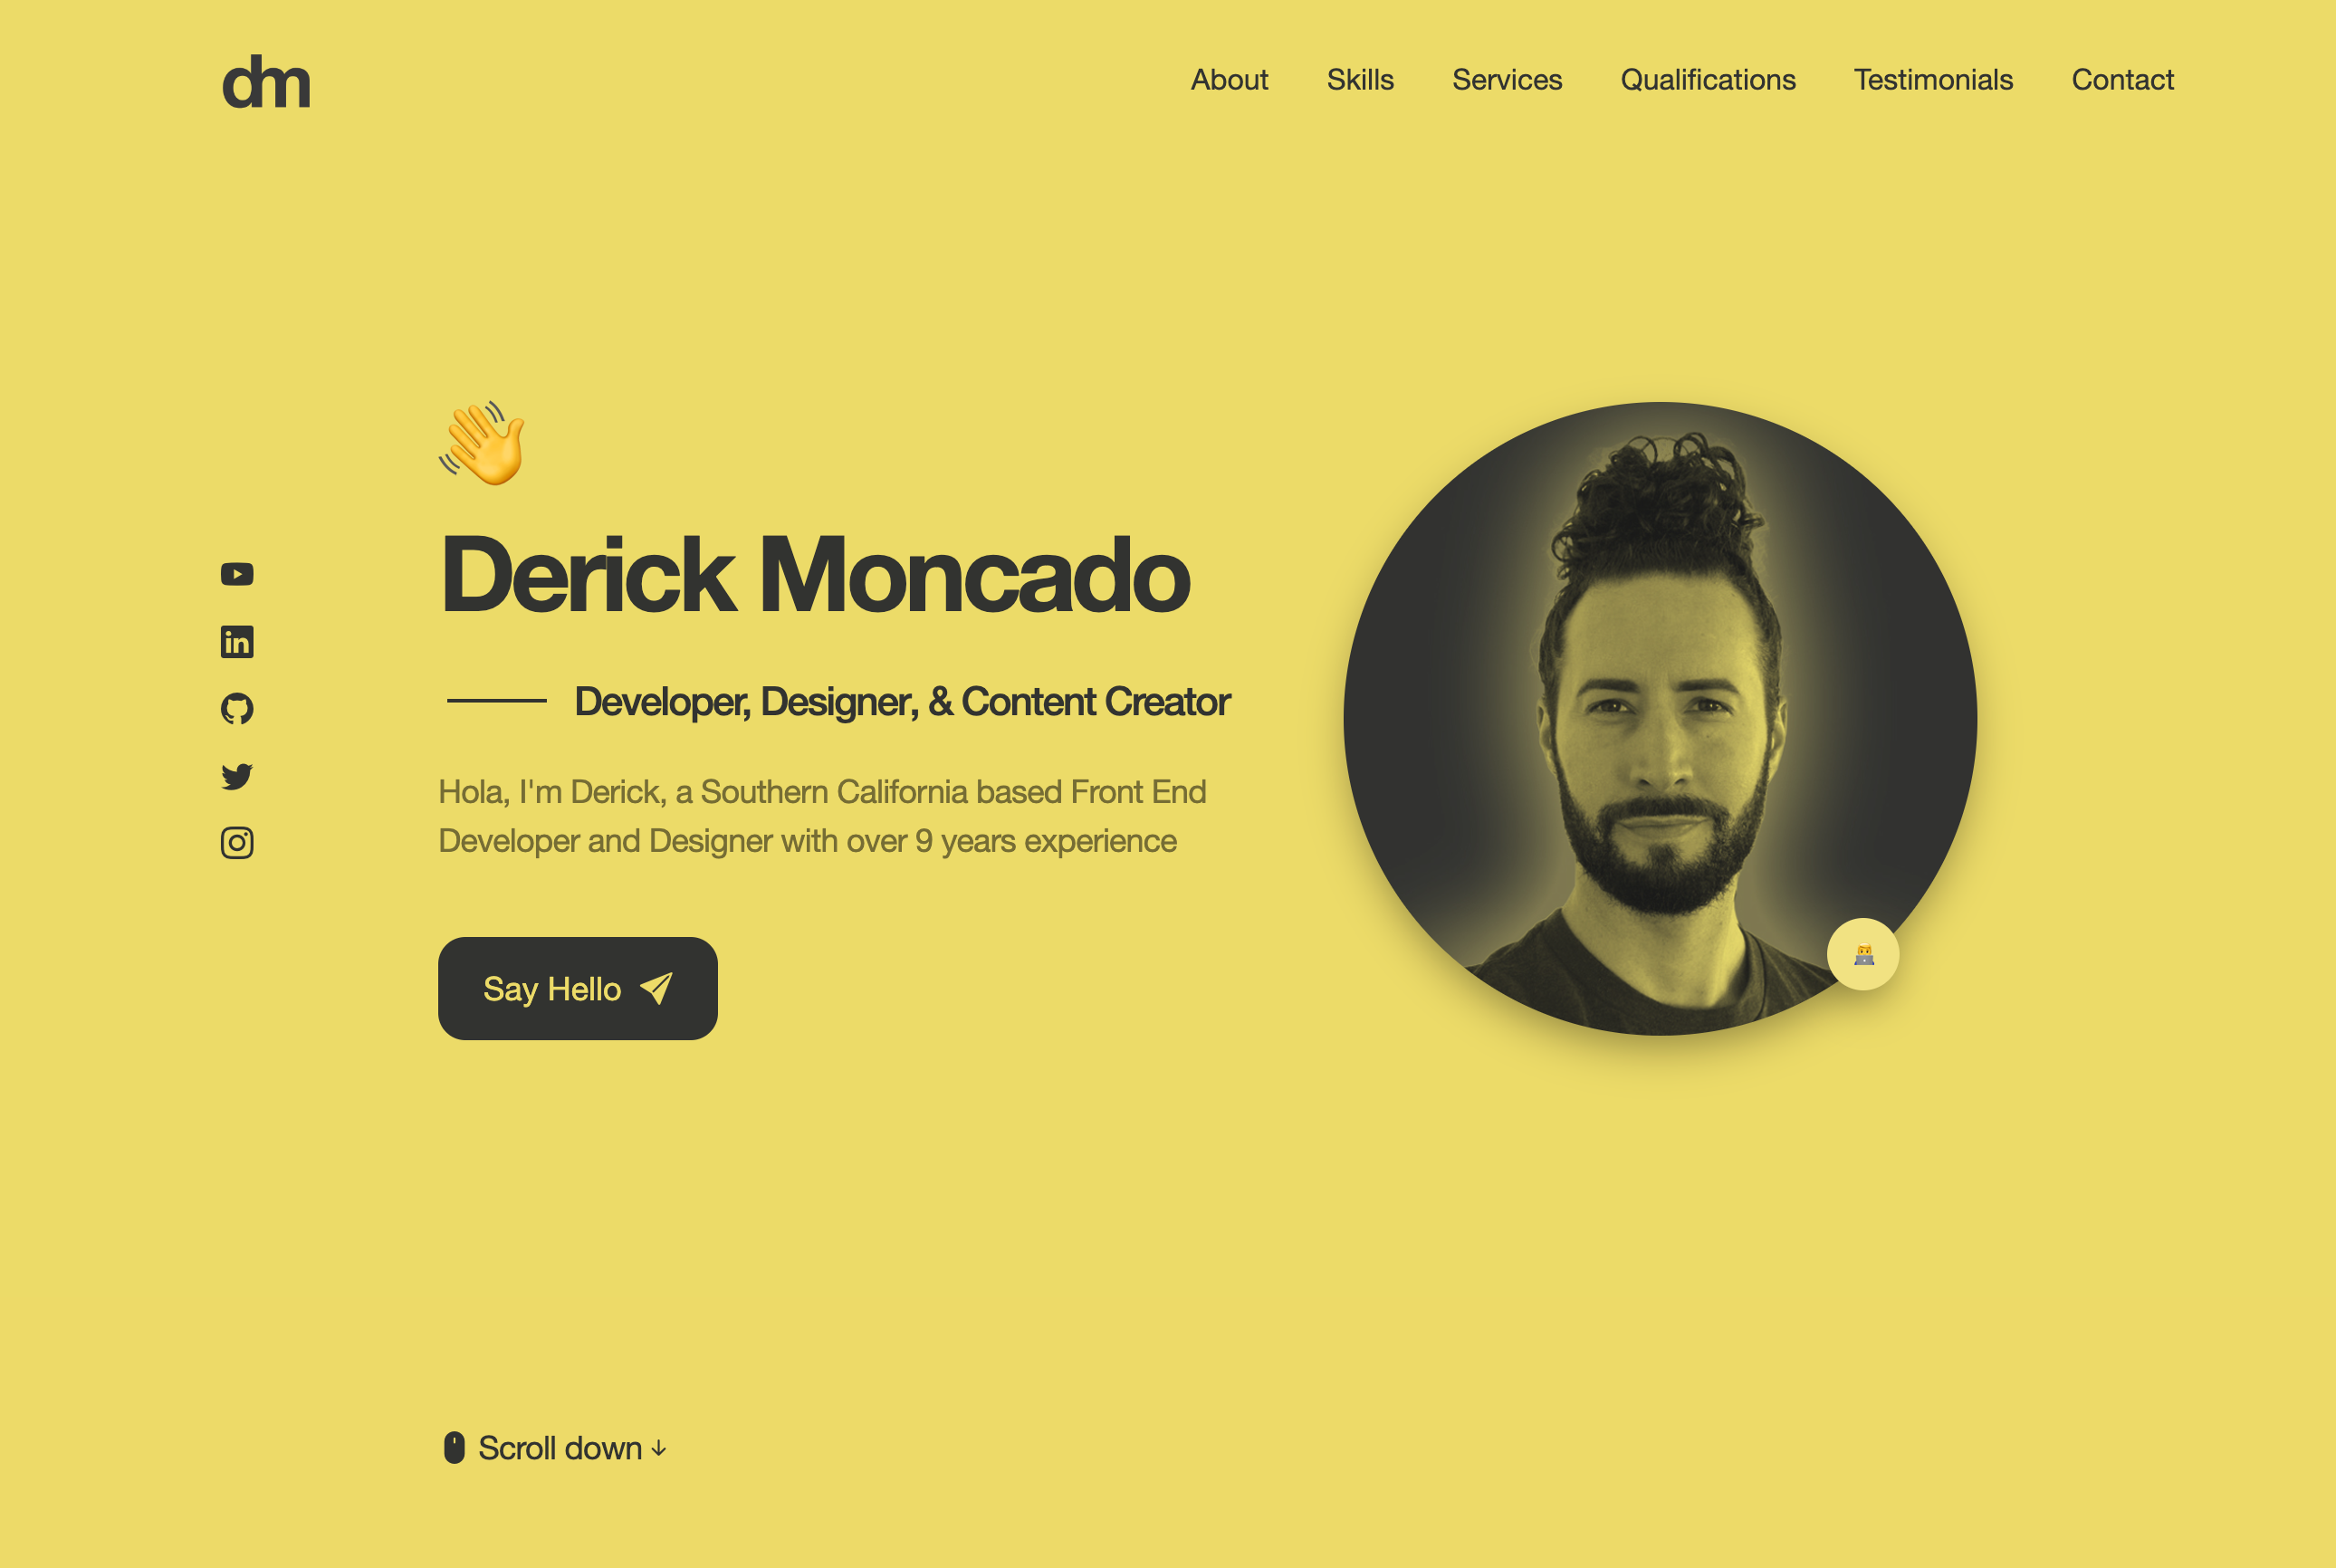 dm
About Skills Services Qualifications Testimonials Contact
Derick Moncado
Developer, Designer, & Content Creator
Hola, I'm Derick, a Southern California based Front End
Developer and Designer with over 9 years experience
in
Say Hello
Scroll down